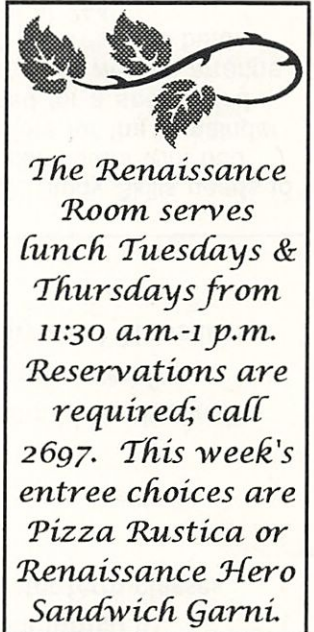 The Renaissance
Room serves
lunch Tuesdays &
Thursdays from
11:30 a.m.-1 p.m.
Reservations are
required; call
2697. This week's
entree choices are
Pizza Rustica or
Renaissance Hero
Sandwich Garni.